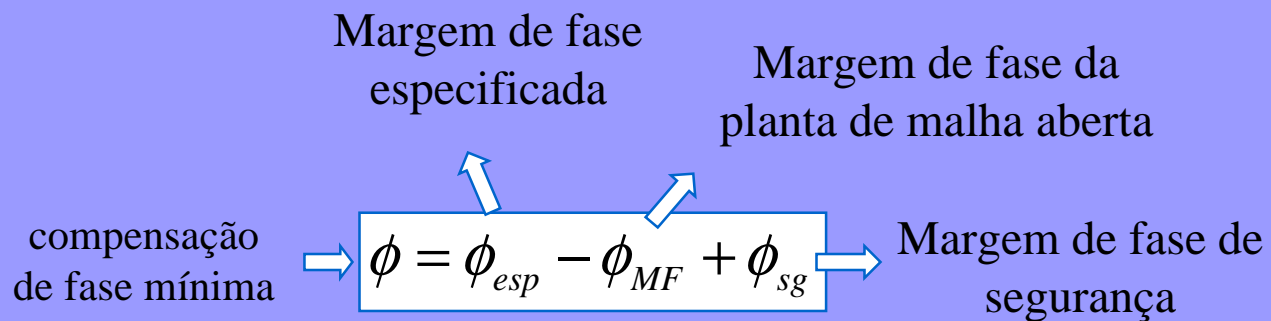 Margem de fase
especificada
Margem de fase da
planta de malha aberta
compensação
de fase mínima
ϕ = ϕ_esp − ϕ_MF + ϕ_sg
Margem de fase de
segurança